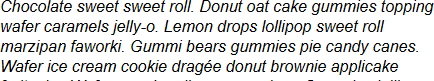 Chocolate sweet sweet roll. Donut oat cake gummies topping
wafer caramels jelly-o. Lemon drops lollipop sweet roll
marzipan faworki. Gummi bears gummies pie candy canes.
Wafer ice cream cookie dragée donut brownie applicake